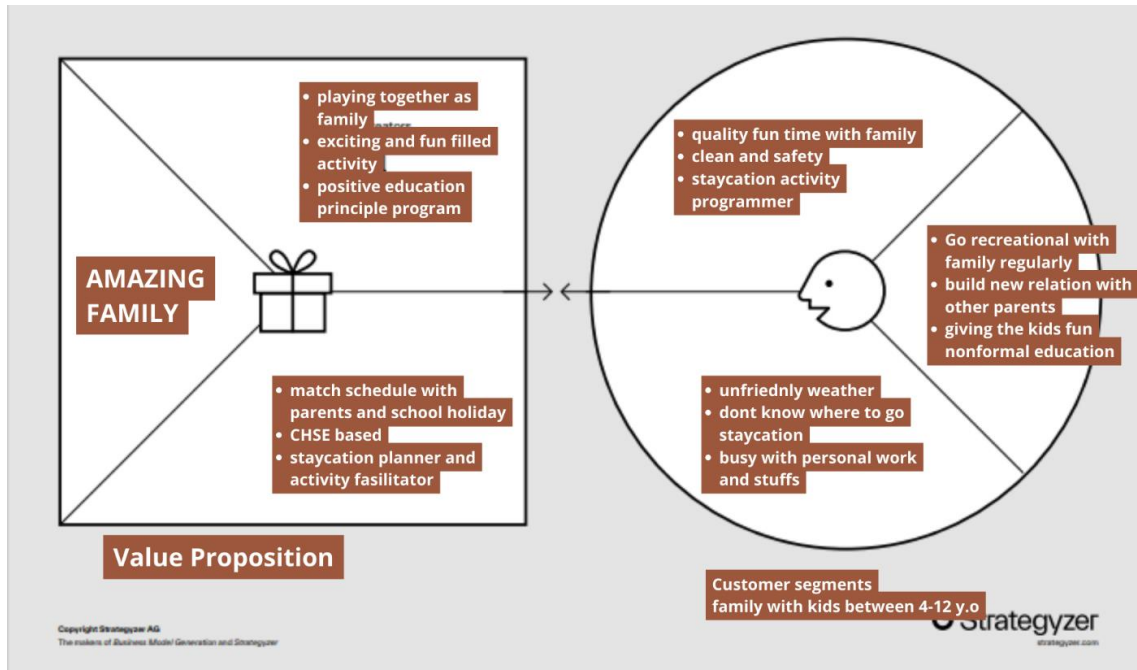 • playing together as
family
• exciting and fun filled
activity
• positive education
principle program
AMAZING
FAMILY
• match schedule with
parents and school holiday
• CHSE based
• staycation planner and
activity fasilitator
Value Proposition
• quality fun time with family
• clean and safety
• staycation activity
programmer
• Go recreational with
family regularly
• build new relation with
other parents
• giving the kids fun
nonformal education
• unfriednly weather
• dont know where to go
staycation
• busy with personal work
and stuffs
Customer segments
family with kids between 4-12 y.o
Strategyzer
strategyzer.com
Copyright Strategyzer AG
The makers of Business Model Generation and Strategyzer